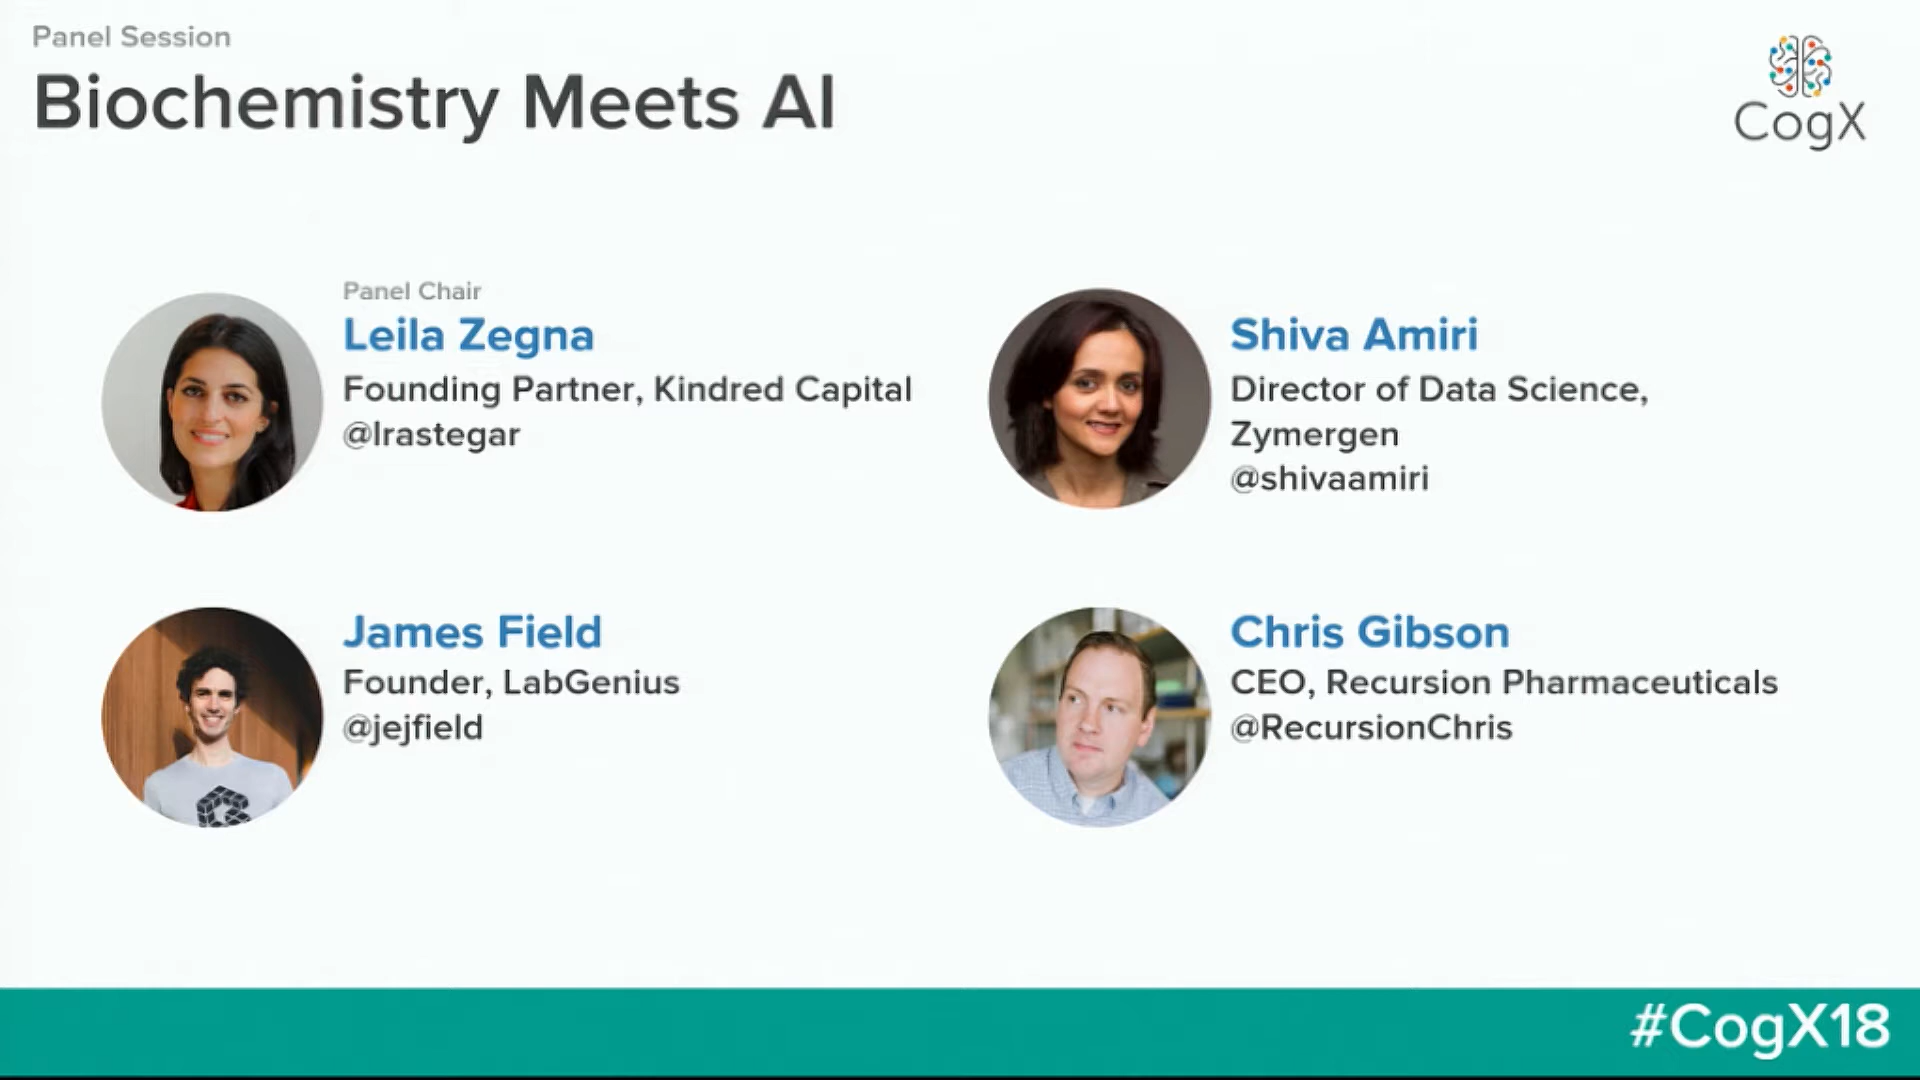 Panel Session
Biochemistry Meets AI
CogX
Panel Chair
Leila Zegna
Founding Partner, Kindred Capital
@lrastegar
Shiva Amiri
Director of Data Science,
Zymergen
@shivaamiri
James Field
Founder, LabGenius
@jejfield
Chris Gibson
CEO, Recursion Pharmaceuticals
@RecursionChris
#CogX18